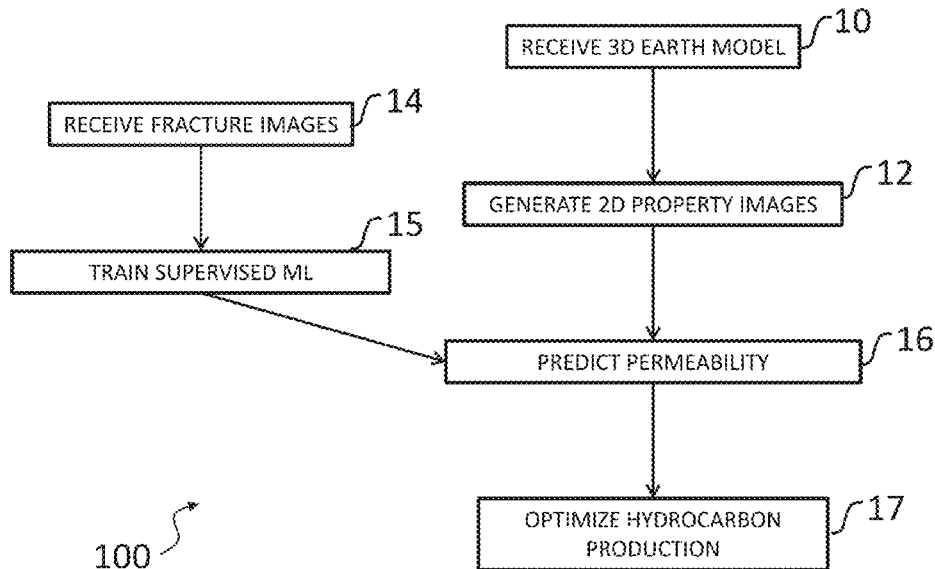 10
RECEIVE 3D EARTH MODEL
14
RECEIVE FRACTURE IMAGES
12
GENERATE 2D PROPERTY IMAGES
15
TRAIN SUPERVISED ML
16
PREDICT PERMEABILITY
17
OPTIMIZE HYDROCARBON
PRODUCTION
100